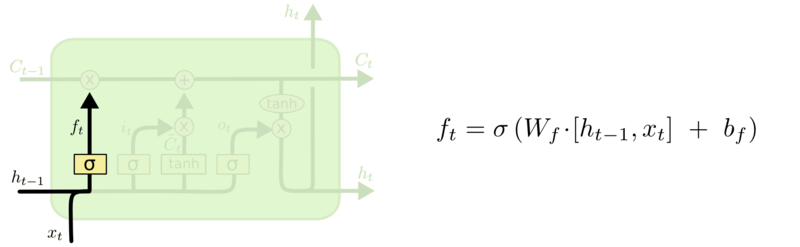 h_t
C_{t-1} × + C_t
tanh
f_t i_t × o_t ×
C̃_t
σ σ tanh σ
h_{t-1} h_t
x_t
f_t = σ (W_f · [h_{t-1}, x_t] + b_f)